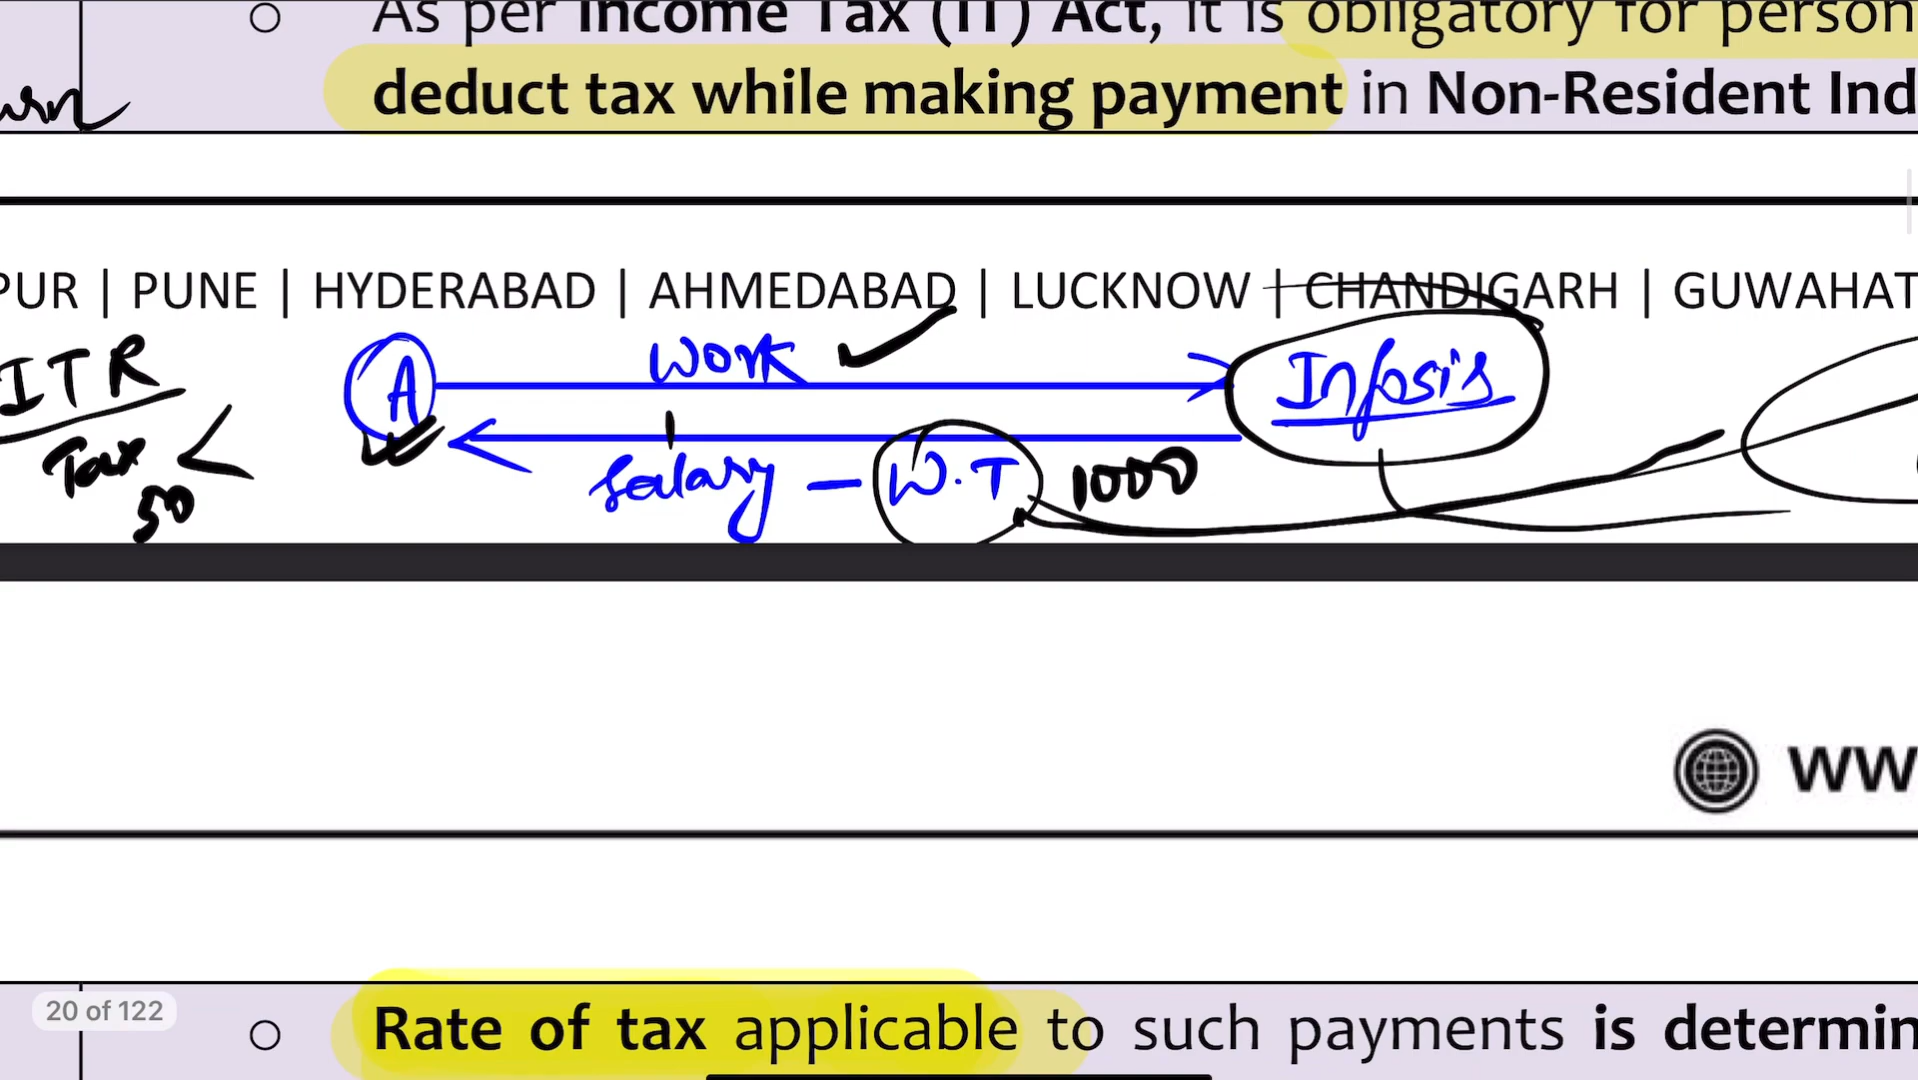 ○ As per Income Tax (IT) Act, it is obligatory for person
deduct tax while making payment in Non-Resident Ind
PUR | PUNE | HYDERABAD | AHMEDABAD | LUCKNOW | CHANDIGARH | GUWAHAT
ITR
Tax
50
A
Work
Infosis
Salary - W.T 1000
WW
20 of 122
○ Rate of tax applicable to such payments is determin